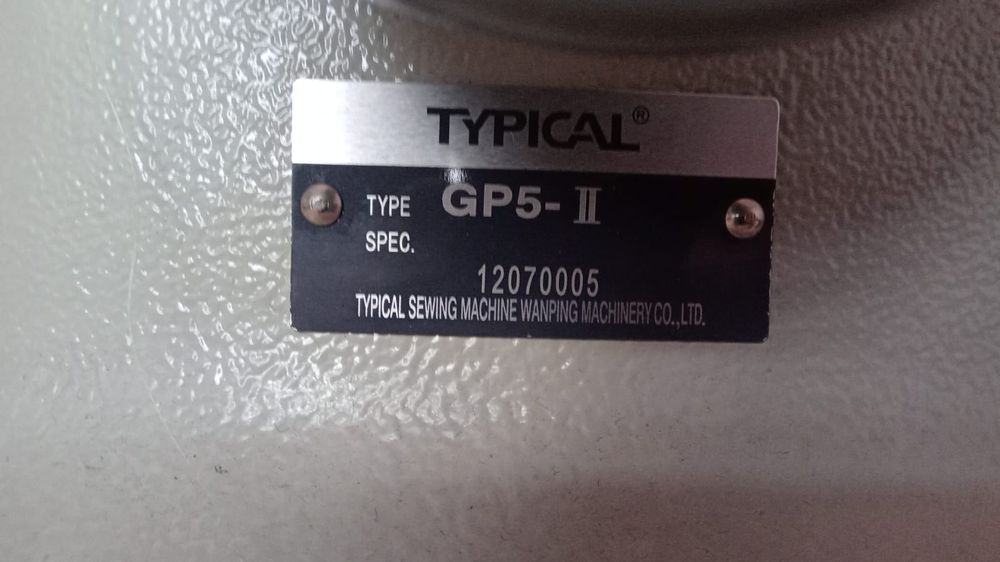 TYPICAL®
TYPE GP5-Ⅱ
SPEC.
12070005
TYPICAL SEWING MACHINE WANPING MACHINERY CO.,LTD.